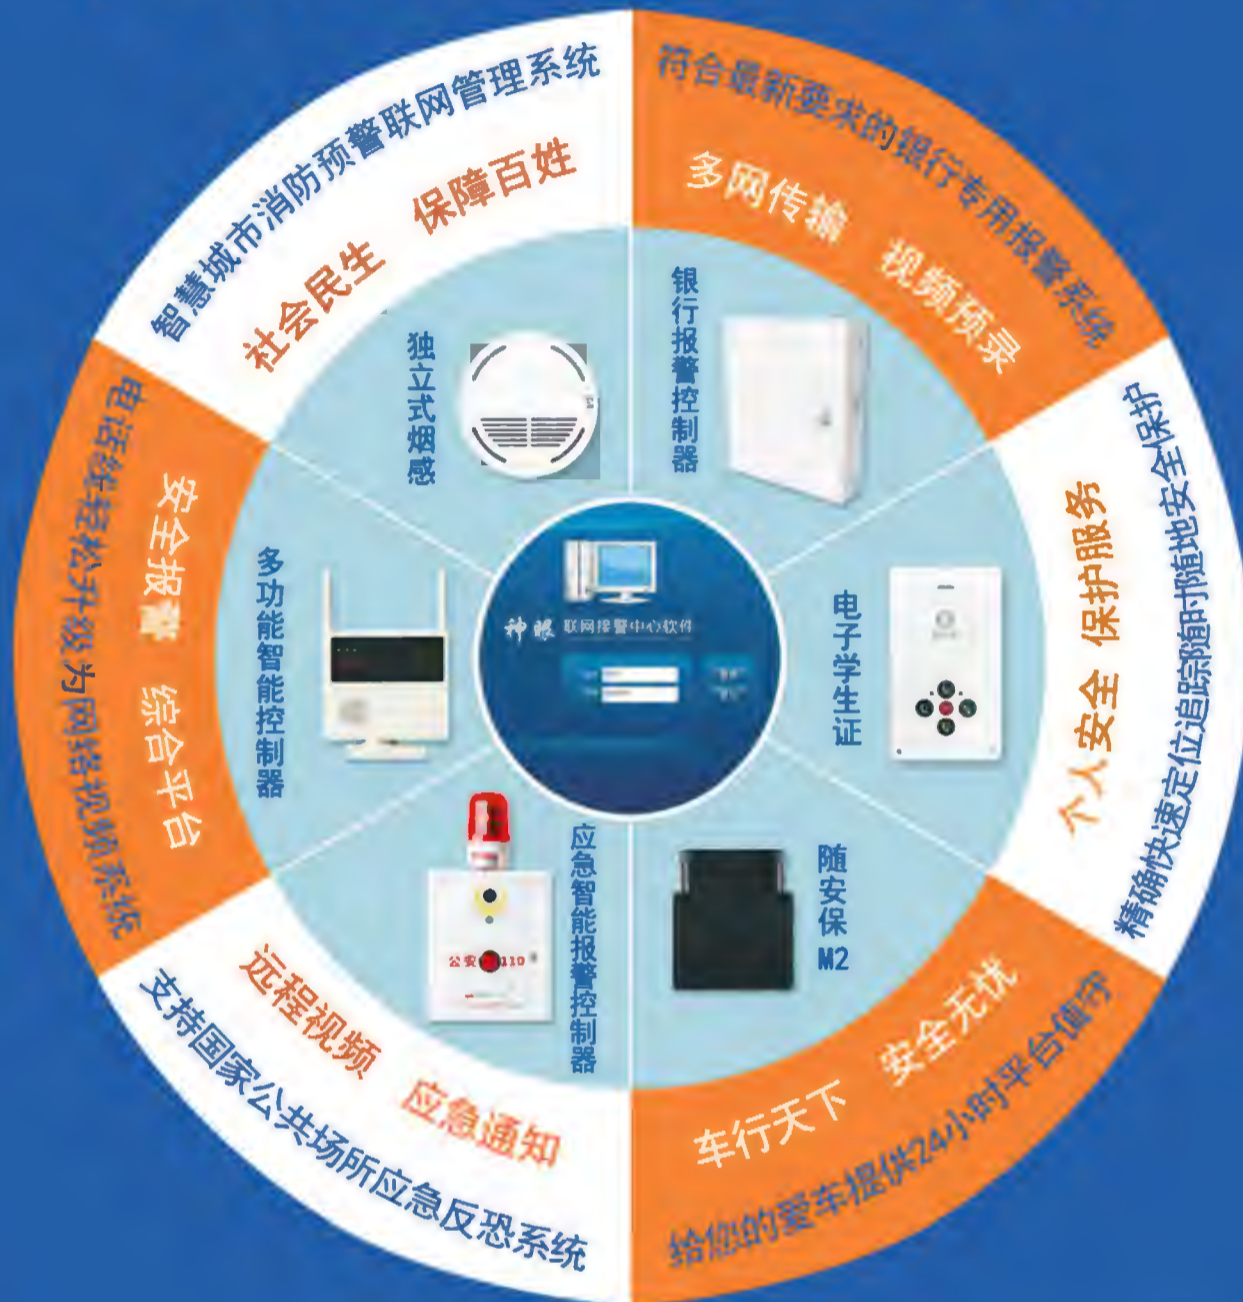 智慧城市消防预警联网管理系统
社会民生 保障百姓
独立式烟感
符合最新要求的银行专用报警系统
多网传输 视频预录
银行报警控制器
精确快速定位追踪随时随地安全保护
个人安全 保护服务
电子学生证
给您的爱车提供24小时平台值守
车行天下 安全无忧
随安保
M2
支持国家公共场所应急反恐系统
远程视频 应急通知
应急智能报警控制器
公安 110
电话线轻松升级为网络视频系统
安全报警 综合平台
多功能智能控制器
神眼 联网接警中心软件